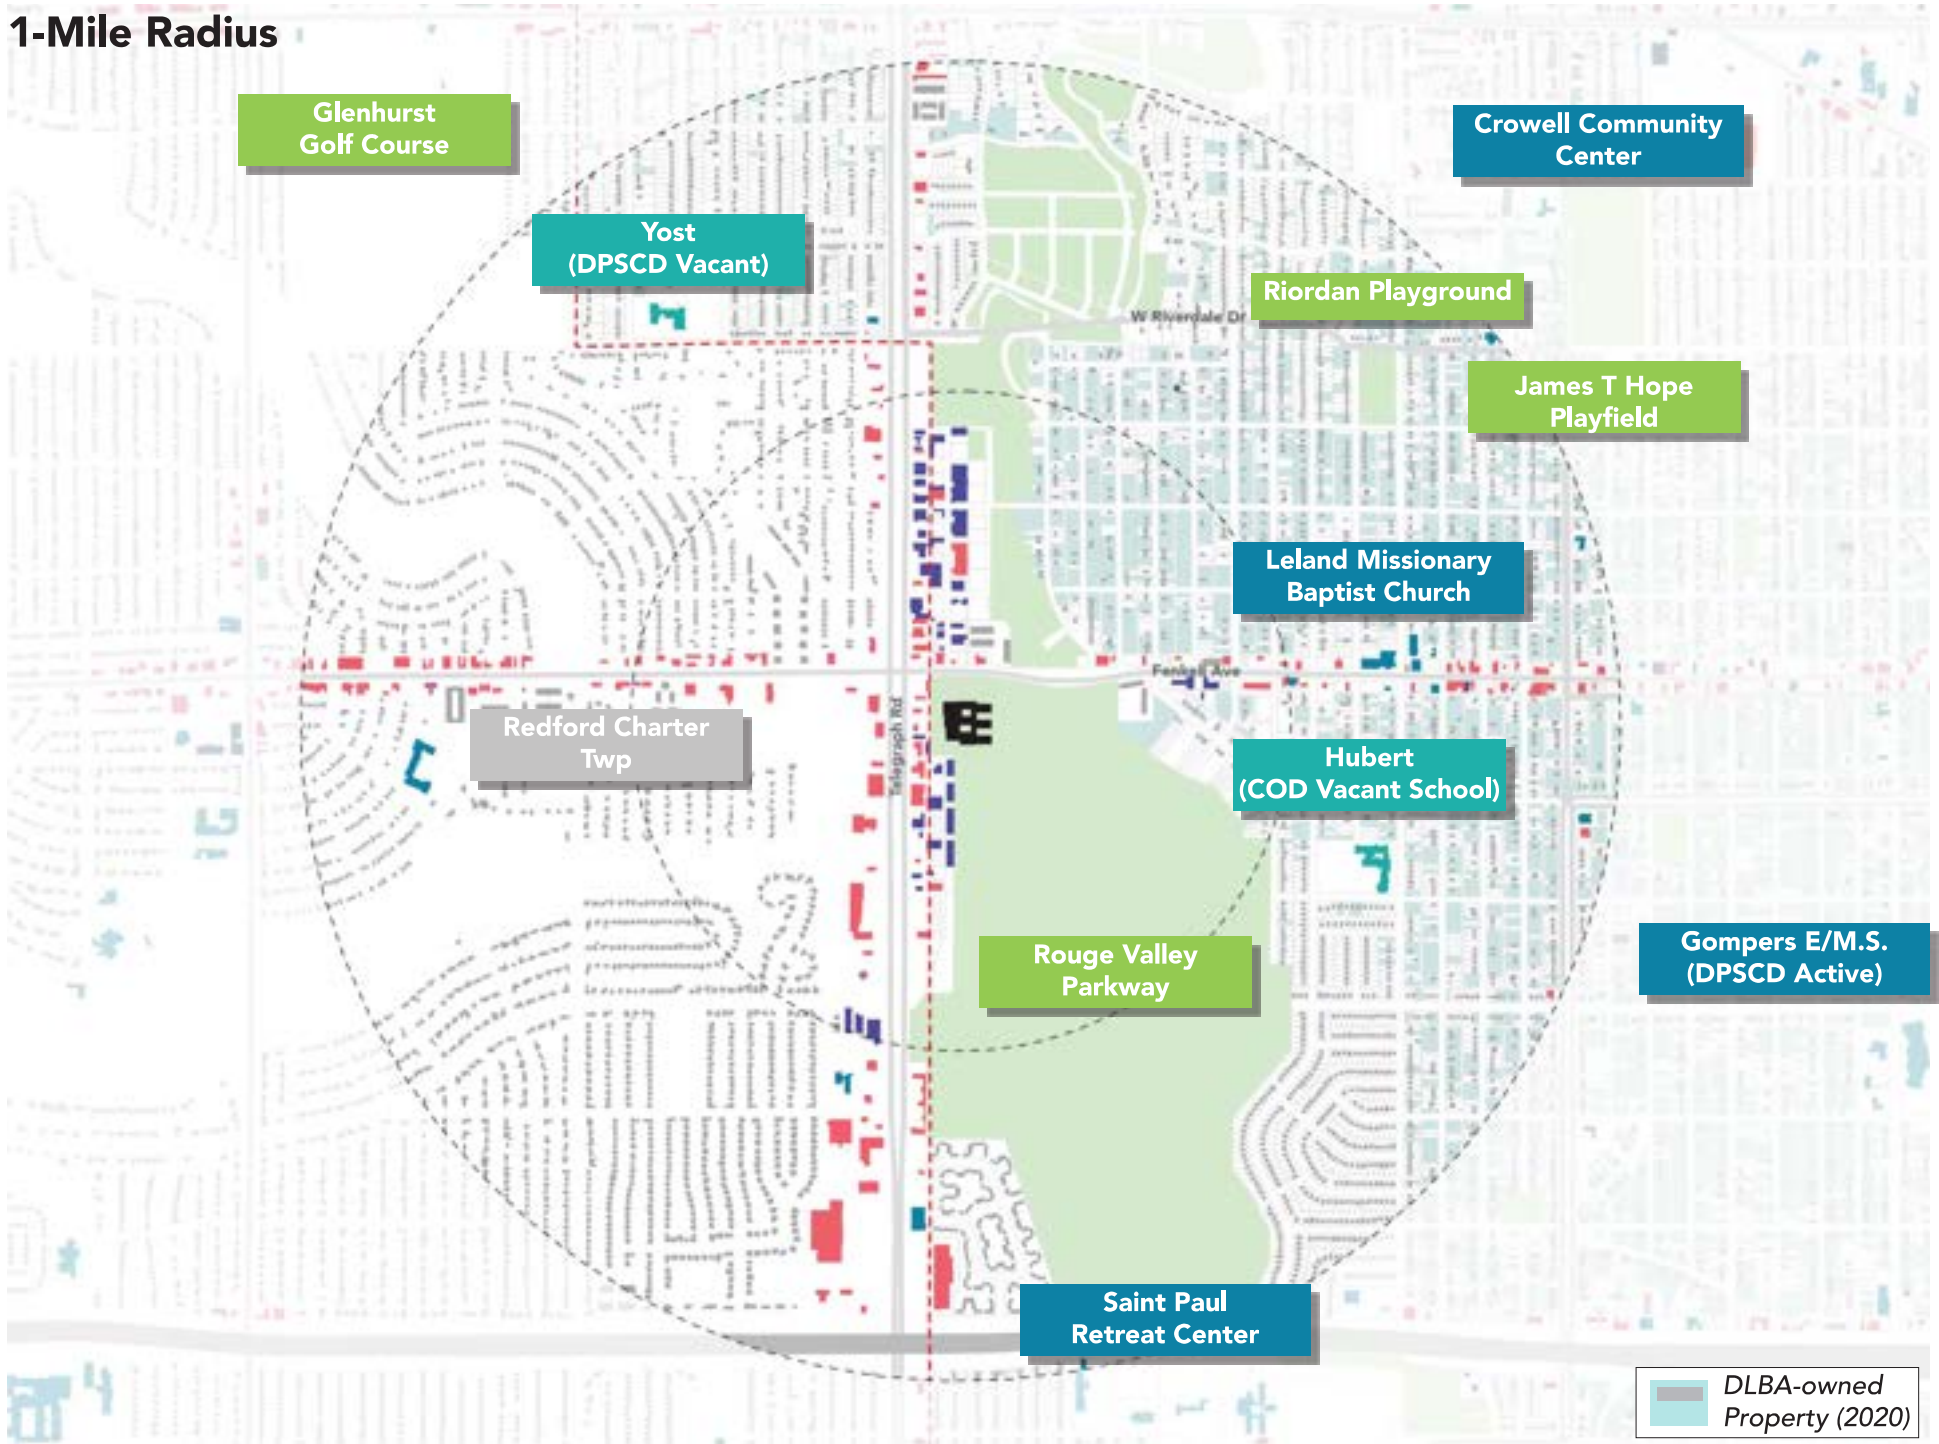 1-Mile Radius
Glenhurst
Golf Course
Crowell Community
Center
Yost
(DPSCD Vacant)
Riordan Playground
W Riverdale Dr
James T Hope
Playfield
Leland Missionary
Baptist Church
Fenkell Ave
Redford Charter
Twp
Telegraph Rd
Hubert
(COD Vacant School)
Rouge Valley
Parkway
Gompers E/M.S.
(DPSCD Active)
Saint Paul
Retreat Center
DLBA-owned
Property (2020)